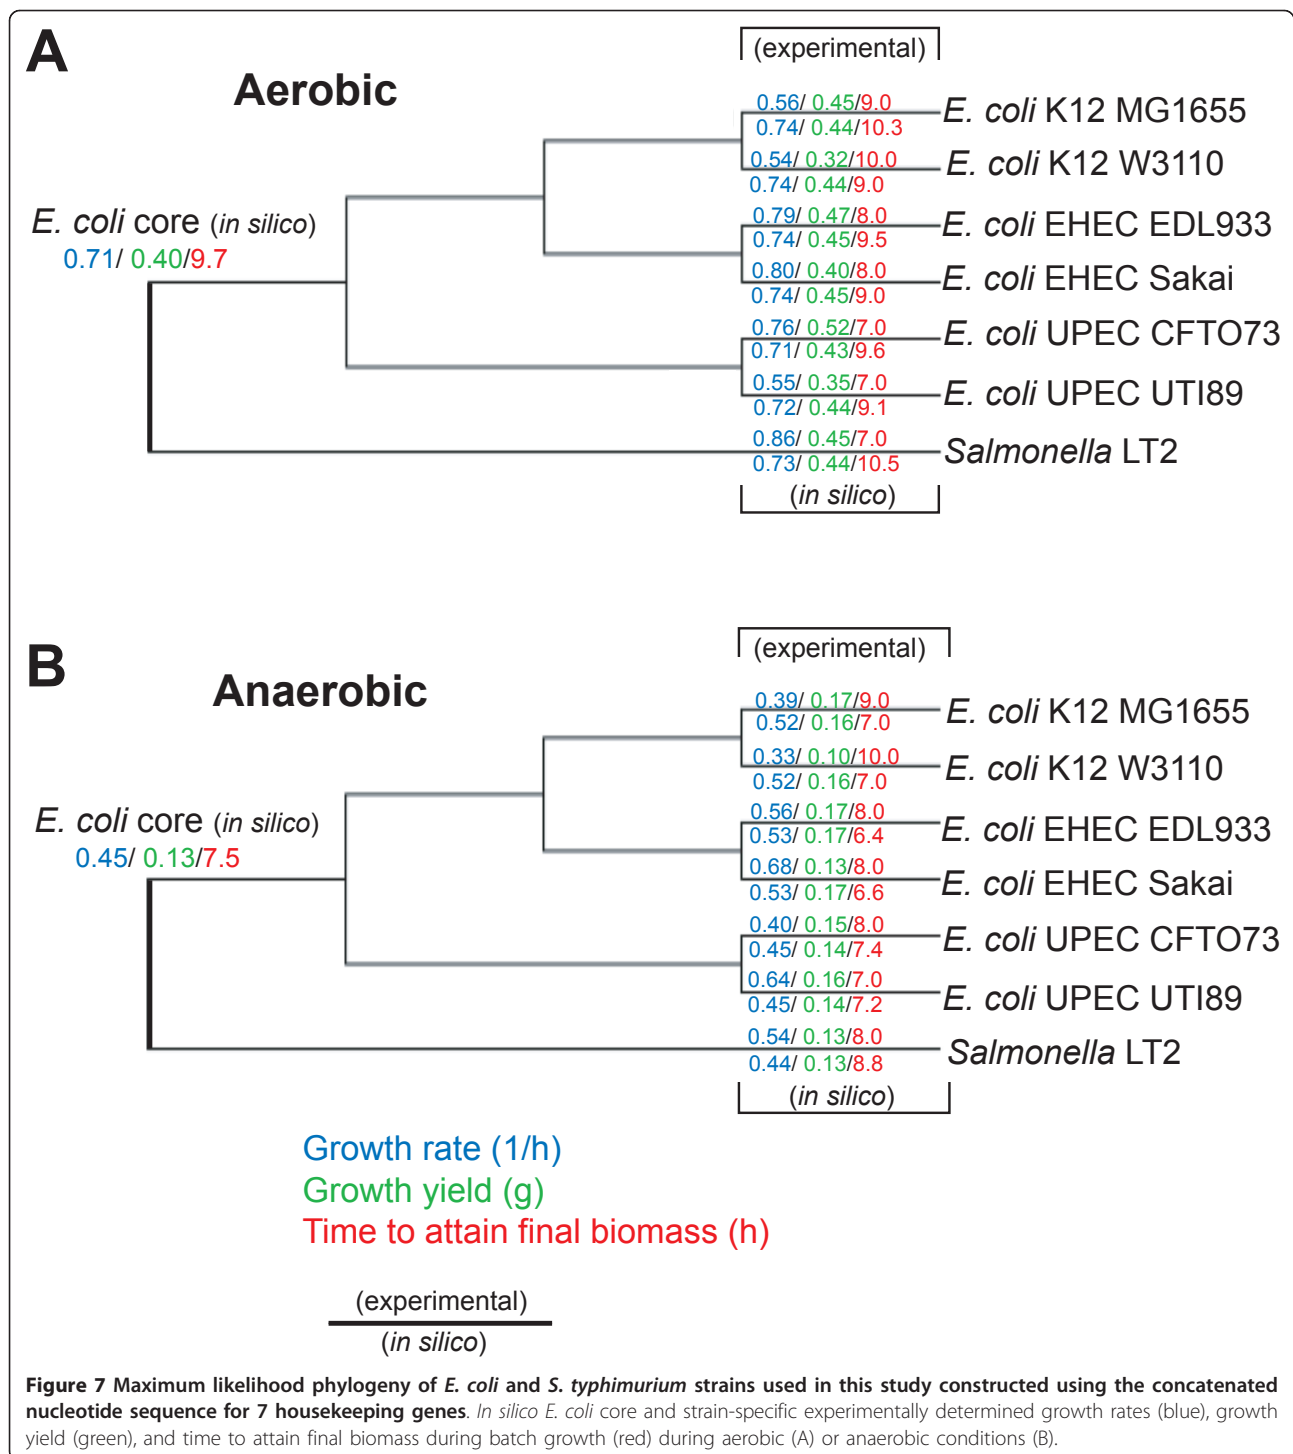 A
Aerobic
(experimental)
0.56/ 0.45/9.0
E. coli K12 MG1655
0.74/ 0.44/10.3
0.54/ 0.32/10.0
E. coli K12 W3110
0.74/ 0.44/9.0
E. coli core (in silico)
0.71/ 0.40/9.7
0.79/ 0.47/8.0
E. coli EHEC EDL933
0.74/ 0.45/9.5
0.80/ 0.40/8.0
E. coli EHEC Sakai
0.74/ 0.45/9.0
0.76/ 0.52/7.0
E. coli UPEC CFTO73
0.71/ 0.43/9.6
0.55/ 0.35/7.0
E. coli UPEC UTI89
0.72/ 0.44/9.1
0.86/ 0.45/7.0
Salmonella LT2
0.73/ 0.44/10.5
(in silico)
B
Anaerobic
(experimental)
0.39/ 0.17/9.0
E. coli K12 MG1655
0.52/ 0.16/7.0
0.33/ 0.10/10.0
E. coli K12 W3110
0.52/ 0.16/7.0
E. coli core (in silico)
0.45/ 0.13/7.5
0.56/ 0.17/8.0
E. coli EHEC EDL933
0.53/ 0.17/6.4
0.68/ 0.13/8.0
E. coli EHEC Sakai
0.53/ 0.17/6.6
0.40/ 0.15/8.0
E. coli UPEC CFTO73
0.45/ 0.14/7.4
0.64/ 0.16/7.0
E. coli UPEC UTI89
0.45/ 0.14/7.2
0.54/ 0.13/8.0
Salmonella LT2
0.44/ 0.13/8.8
(in silico)
Growth rate (1/h)
Growth yield (g)
Time to attain final biomass (h)
(experimental)
(in silico)
Figure 7 Maximum likelihood phylogeny of E. coli and S. typhimurium strains used in this study constructed using the concatenated
nucleotide sequence for 7 housekeeping genes. In silico E. coli core and strain-specific experimentally determined growth rates (blue), growth
yield (green), and time to attain final biomass during batch growth (red) during aerobic (A) or anaerobic conditions (B).